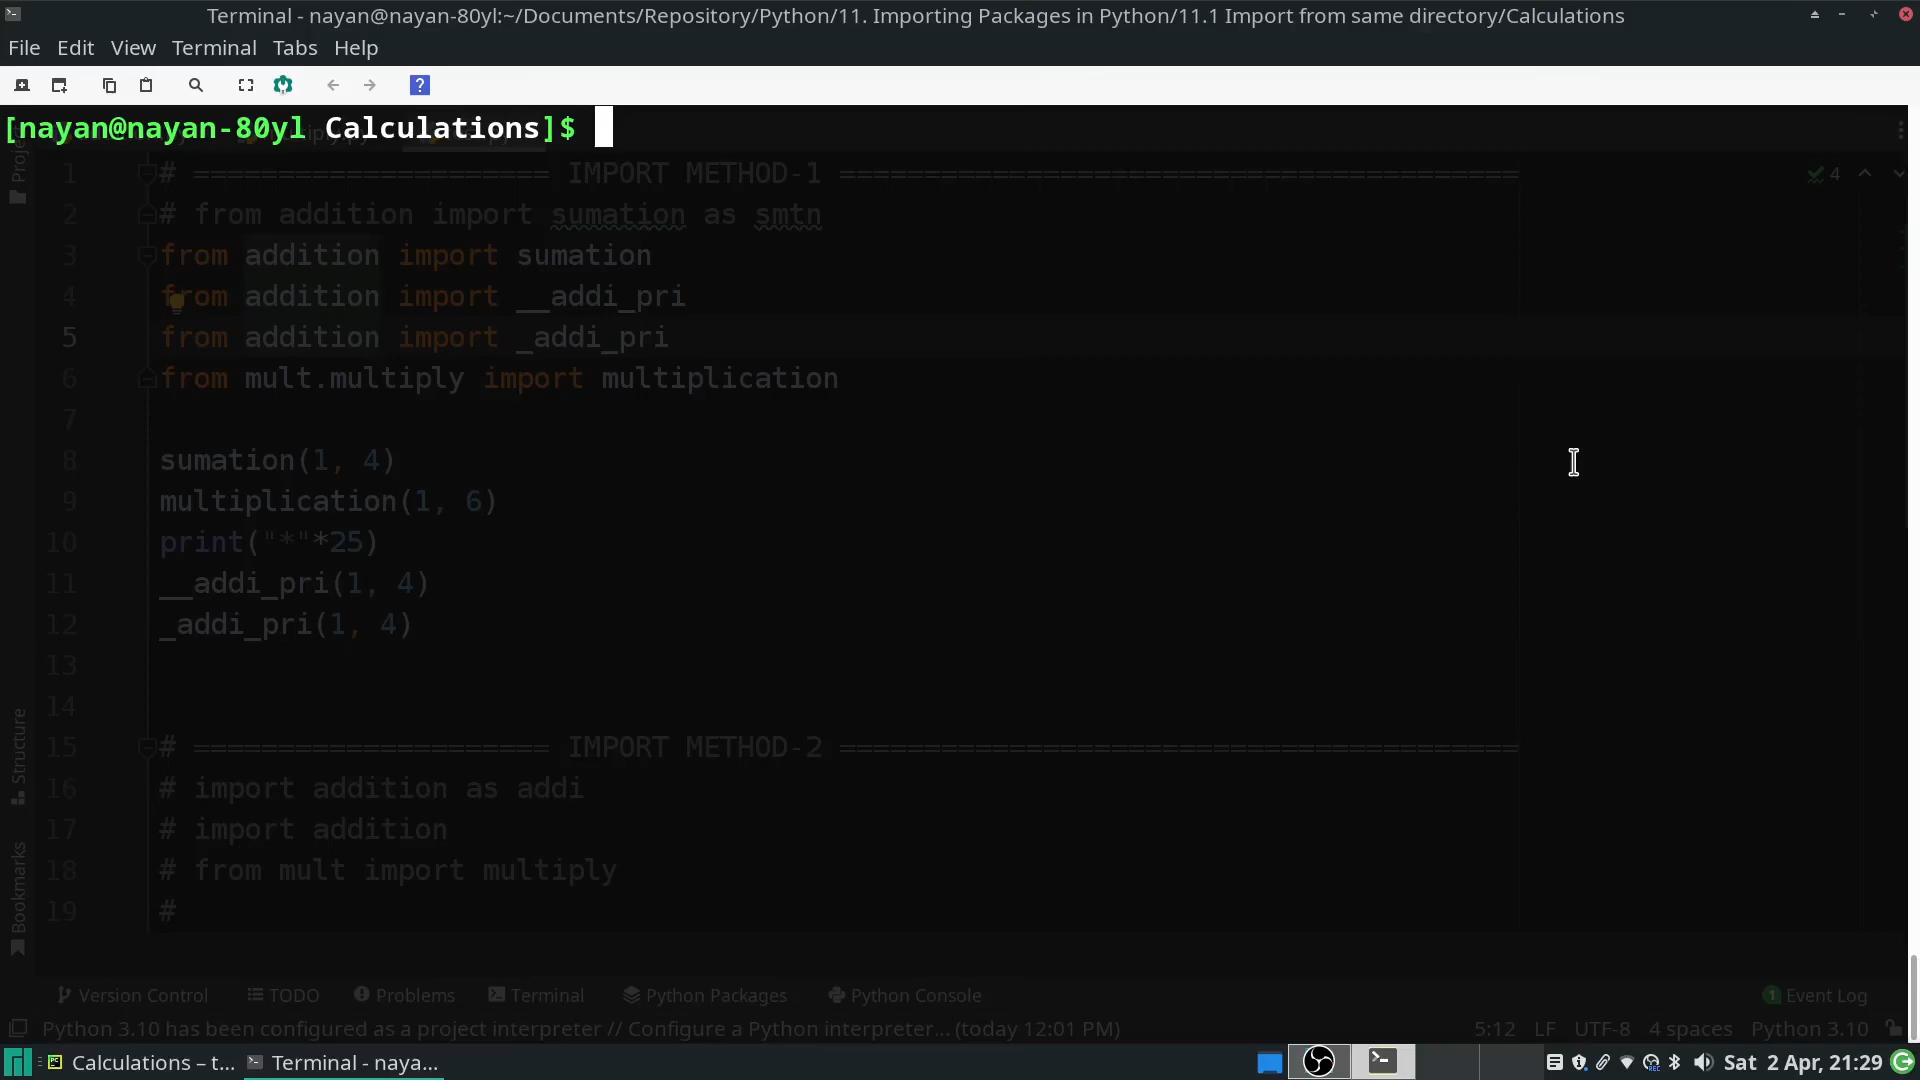 Terminal - nayan@nayan-80yl:~/Documents/Repository/Python/11. Importing Packages in Python/11.1 Import from same directory/Calculations
File Edit View Terminal Tabs Help
?
[nayan@nayan-80yl Calculations]$
Project
1 # ===================== IMPORT METHOD-1 ========================================
4
2 # from addition import sumation as smtn
3 from addition import sumation
4 from addition import __addi_pri
5 from addition import _addi_pri
6 from mult.multiply import multiplication
7
8 sumation(1, 4)
9 multiplication(1, 6)
10 print("*"*25)
11 __addi_pri(1, 4)
12 _addi_pri(1, 4)
13
14
15 # ===================== IMPORT METHOD-2 ========================================
16 # import addition as addi
17 # import addition
18 # from mult import multiply
19 #
Structure
Bookmarks
Version Control TODO Problems Terminal Python Packages Python Console 1 Event Log
Python 3.10 has been configured as a project interpreter // Configure a Python interpreter... (today 12:01 PM) 5:12 LF UTF-8 4 spaces Python 3.10
Calculations – t... Terminal - naya... Sat 2 Apr, 21:29